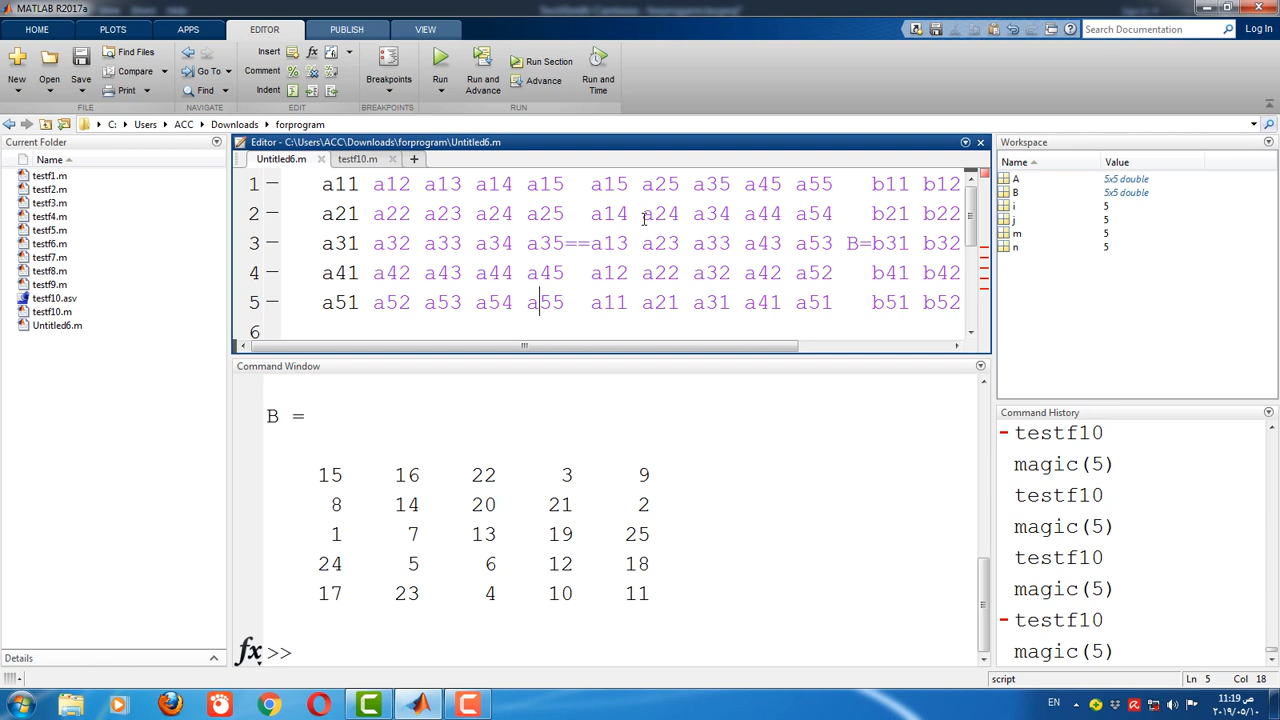 MATLAB R2017a
HOME PLOTS APPS EDITOR PUBLISH VIEW
Search Documentation Log In
New Open Save Find Files Compare Print
Go To Find
Insert Comment Indent
Breakpoints
Run Run and Advance Run Section Advance Run and Time
FILE NAVIGATE EDIT BREAKPOINTS RUN
C: Users ACC Downloads forprogram
Current Folder
Name
testf1.m
testf2.m
testf3.m
testf4.m
testf5.m
testf6.m
testf7.m
testf8.m
testf9.m
testf10.asv
testf10.m
Untitled6.m
Details
Editor - C:\Users\ACC\Downloads\forprogram\Untitled6.m
Untitled6.m testf10.m
1 a11 a12 a13 a14 a15 a15 a25 a35 a45 a55 b11 b12
2 a21 a22 a23 a24 a25 a14 a24 a34 a44 a54 b21 b22
3 a31 a32 a33 a34 a35==a13 a23 a33 a43 a53 B=b31 b32
4 a41 a42 a43 a44 a45 a12 a22 a32 a42 a52 b41 b42
5 a51 a52 a53 a54 a55 a11 a21 a31 a41 a51 b51 b52
6
Command Window
B =
15 16 22 3 9
8 14 20 21 2
1 7 13 19 25
24 5 6 12 18
17 23 4 10 11
fx >>
Workspace
Name Value
A 5x5 double
B 5x5 double
i 5
j 5
m 5
n 5
Command History
testf10
magic(5)
testf10
magic(5)
testf10
magic(5)
testf10
magic(5)
script Ln 5 Col 18
EN
11:19 ص
٢٠١٩/٠٥/١٠